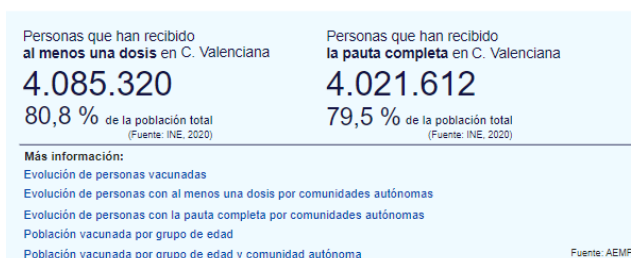 Personas que han recibido
al menos una dosis en C. Valenciana
4.085.320
80,8 % de la población total
(Fuente: INE, 2020)
Personas que han recibido
la pauta completa en C. Valenciana
4.021.612
79,5 % de la población total
(Fuente: INE, 2020)
Más información:
Evolución de personas vacunadas
Evolución de personas con al menos una dosis por comunidades autónomas
Evolución de personas con la pauta completa por comunidades autónomas
Población vacunada por grupo de edad
Población vacunada por grupo de edad y comunidad autónoma
Fuente: AEMP